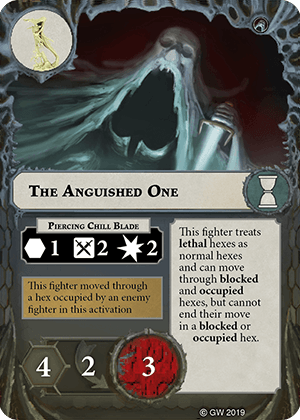 The Anguished One
Piercing Chill Blade
1 2 2
This fighter moved through
a hex occupied by an enemy
fighter in this activation
This fighter treats
lethal hexes as
normal hexes
and can move
through blocked
and occupied
hexes, but cannot
end their move
in a blocked or
occupied hex.
4 2 3
© GW 2019